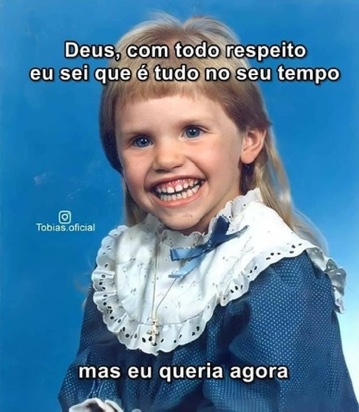 Deus, com todo respeito
eu sei que é tudo no seu tempo
Tobias.oficial
mas eu queria agora